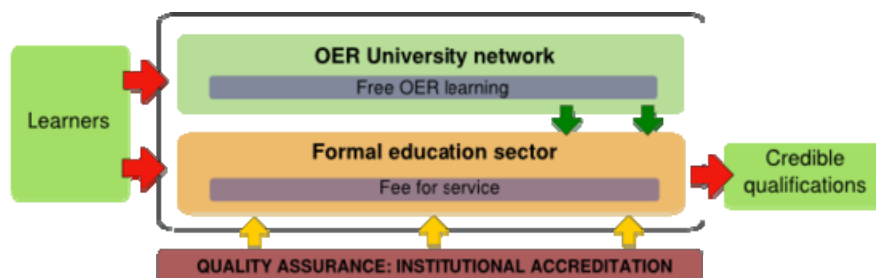 Learners
OER University network
Free OER learning
Formal education sector
Fee for service
Credible
qualifications
QUALITY ASSURANCE: INSTITUTIONAL ACCREDITATION